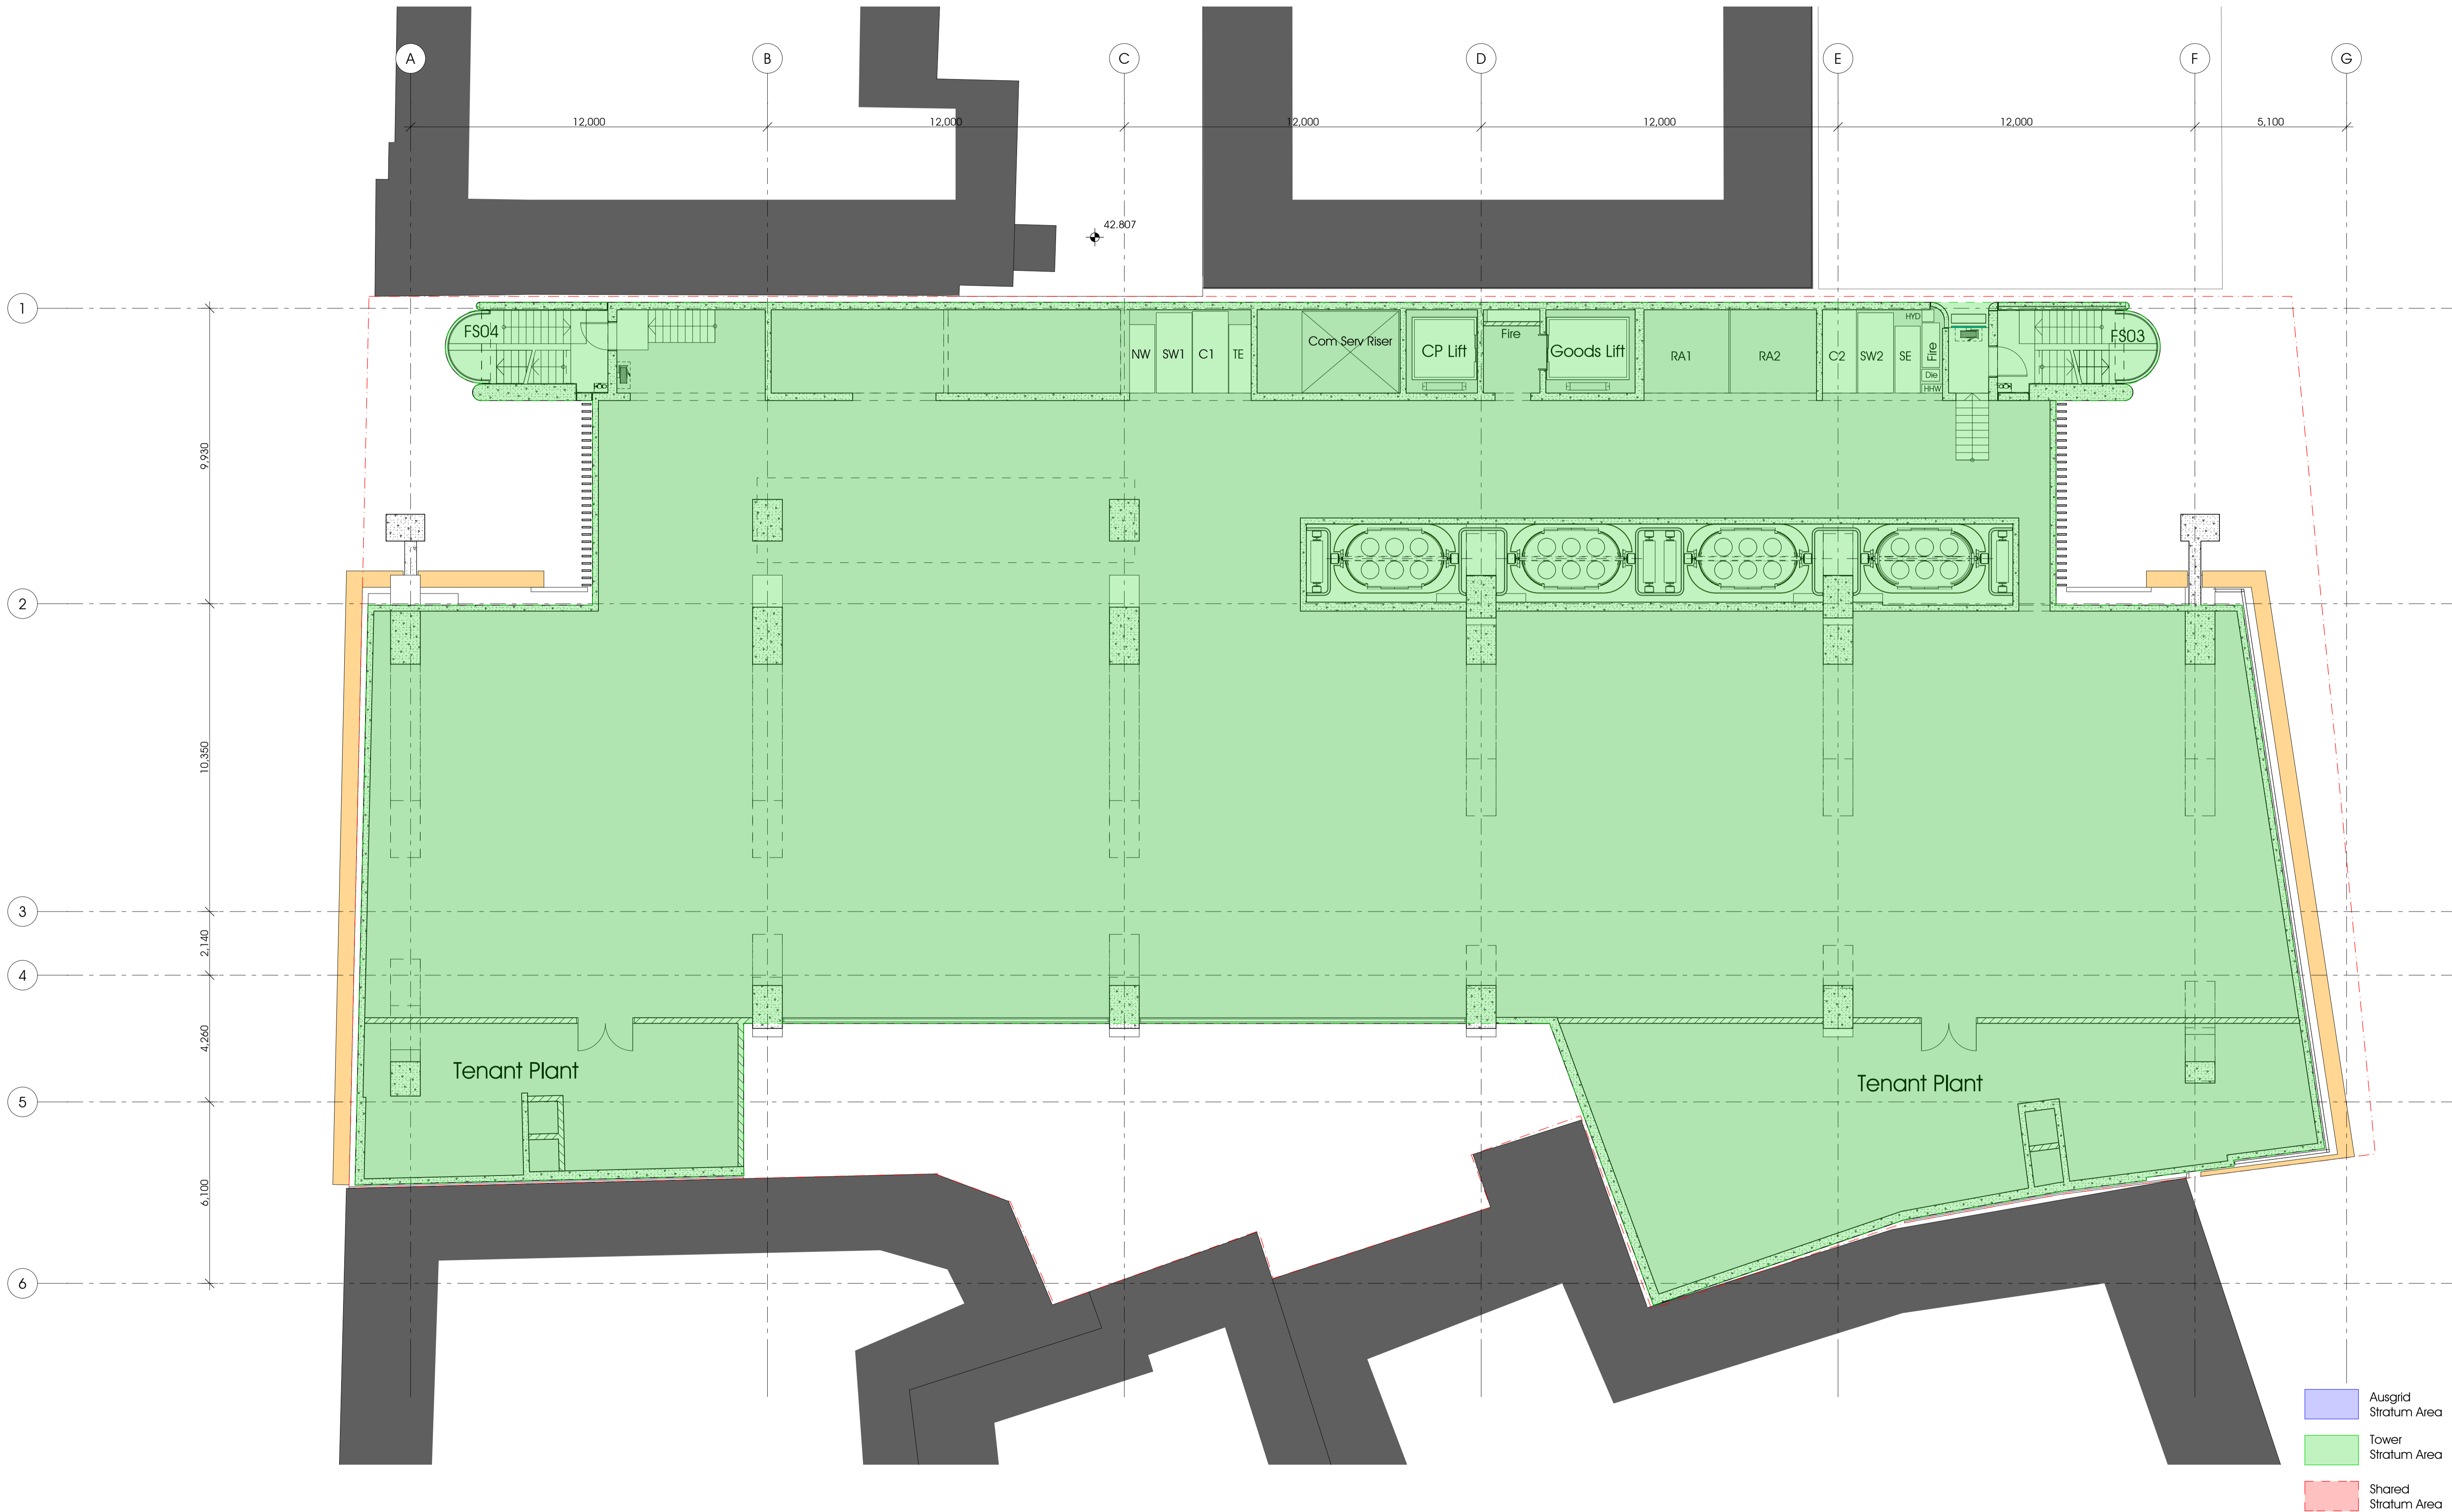 A B C D E F G
12,000 12,000 12,000 12,000 12,000 5,100
42.807
1
FS04
NW SW1 C1 TE
Com Serv Riser
CP Lift
Fire
Goods Lift
RA1 RA2
C2 SW2 SE
HYD
Fire
Die
HHW
FS03
9,930
2
10,350
3
2,140
4
4,260
Tenant Plant
Tenant Plant
5
6,100
6
Ausgrid
Stratum Area
Tower
Stratum Area
Shared
Stratum Area